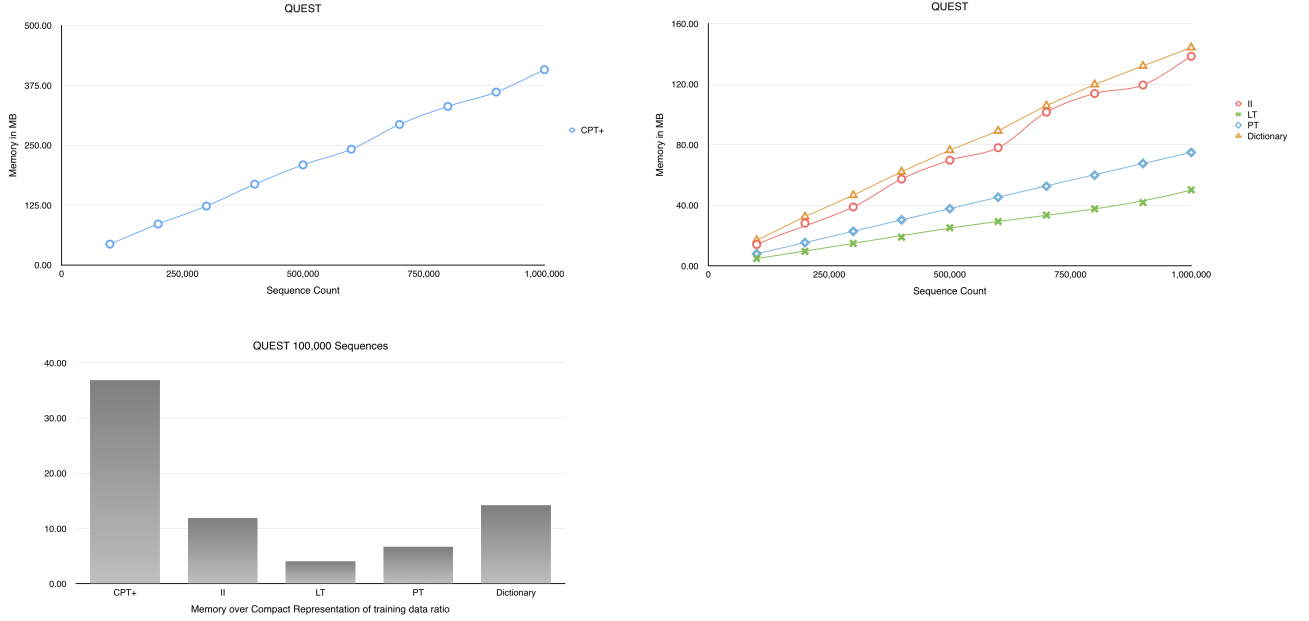 QUEST
500.00
375.00
250.00
125.00
0.00
Memory in MB
0
250,000
500,000
750,000
1,000,000
Sequence Count
CPT+
QUEST
160.00
120.00
80.00
40.00
0.00
Memory in MB
0
250,000
500,000
750,000
1,000,000
Sequence Count
II
LT
PT
Dictionary
QUEST 100,000 Sequences
40.00
30.00
20.00
10.00
0.00
CPT+
II
LT
PT
Dictionary
Memory over Compact Representation of training data ratio